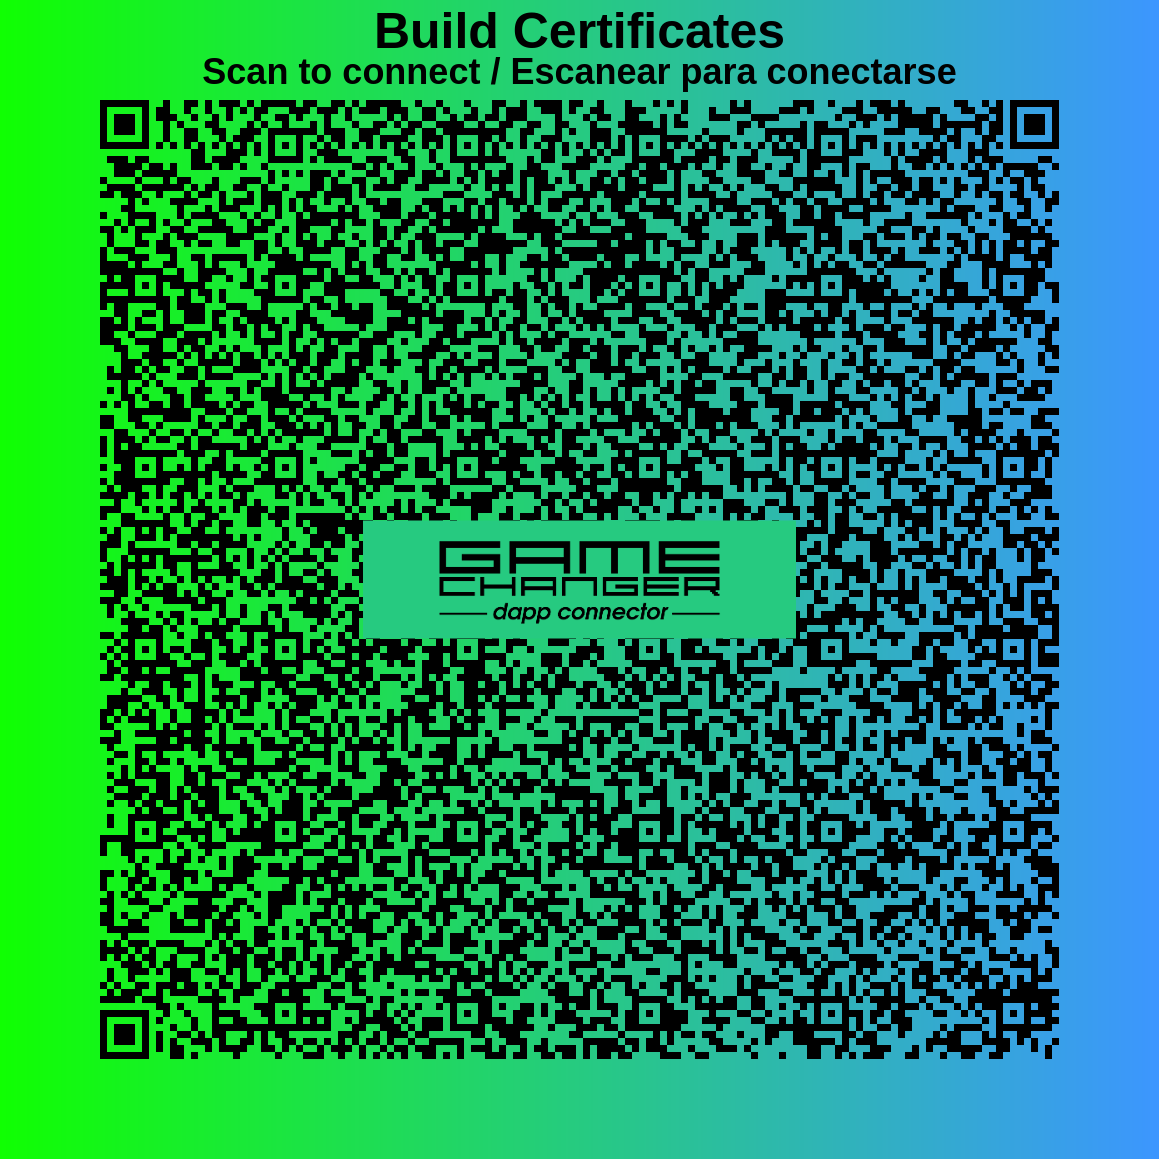 Build Certificates
Scan to connect / Escanear para conectarse
GAME
CHANGER
dapp connector